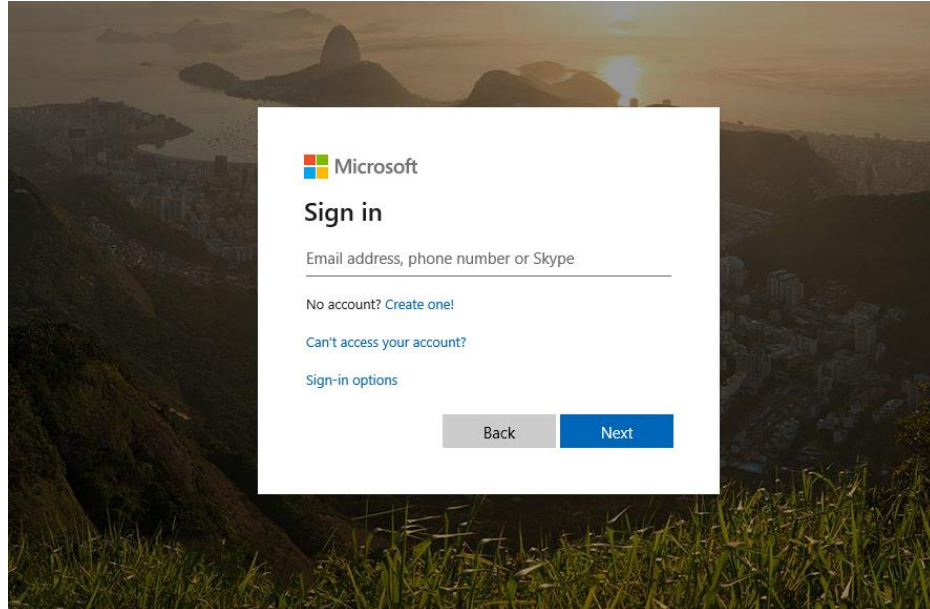 Microsoft
Sign in
Email address, phone number or Skype
No account? Create one!
Can't access your account?
Sign-in options
Back Next